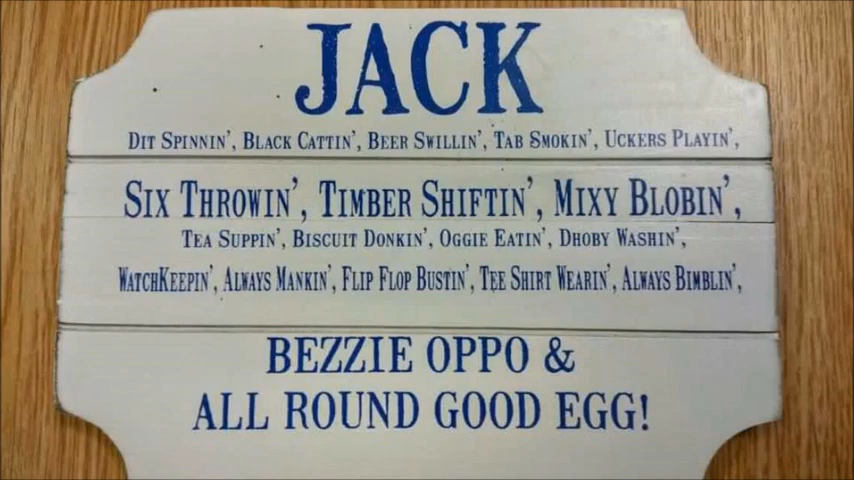 JACK
DIT SPINNIN', BLACK CATTIN', BEER SWILLIN', TAB SMOKIN', UCKERS PLAYIN',
SIX THROWIN', TIMBER SHIFTIN', MIXY BLOBIN',
TEA SUPPIN', BISCUIT DONKIN', OGGIE EATIN', DHOBY WASHIN',
WATCHKEEPIN', ALWAYS MANKIN', FLIP FLOP BUSTIN', TEE SHIRT WEARIN', ALWAYS BIMBLIN',
BEZZIE OPPO &
ALL ROUND GOOD EGG!